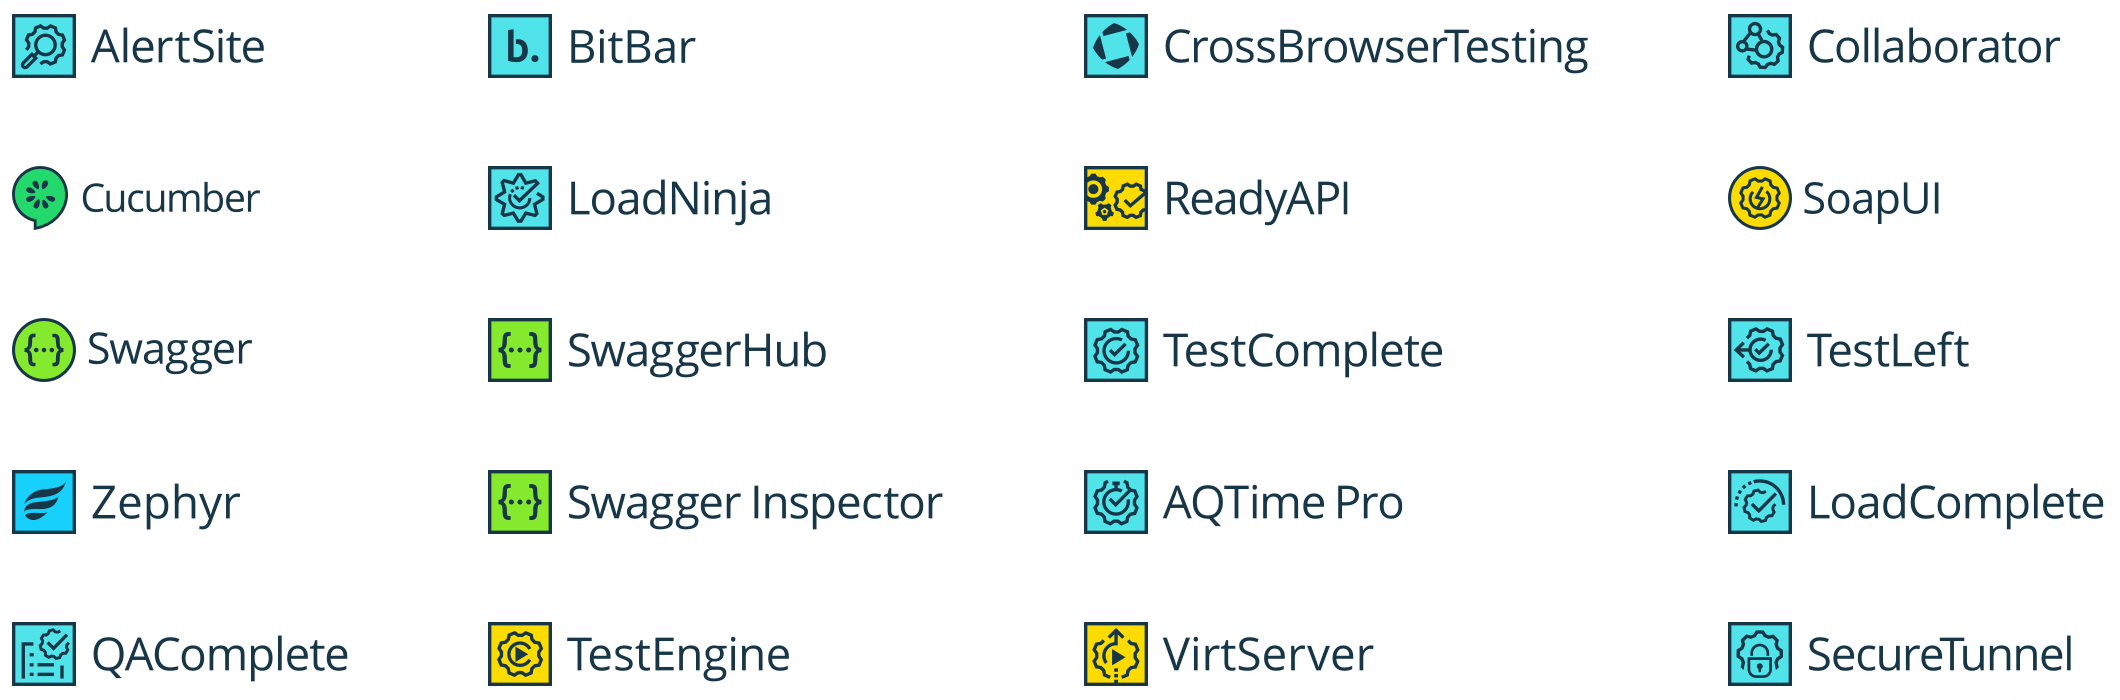 AlertSite
b. BitBar
CrossBrowserTesting
Collaborator
Cucumber
LoadNinja
ReadyAPI
SoapUI
{...} Swagger
{...} SwaggerHub
TestComplete
TestLeft
Zephyr
{...} Swagger Inspector
AQTime Pro
LoadComplete
QAComplete
TestEngine
VirtServer
SecureTunnel